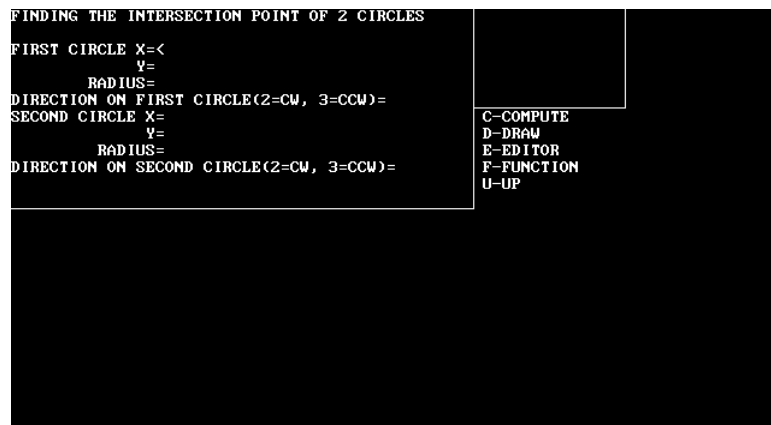 FINDING THE INTERSECTION POINT OF 2 CIRCLES
FIRST CIRCLE X=<
Y=
RADIUS=
DIRECTION ON FIRST CIRCLE(2=CW, 3=CCW)=
SECOND CIRCLE X=
Y=
RADIUS=
DIRECTION ON SECOND CIRCLE(2=CW, 3=CCW)=
C-COMPUTE
D-DRAW
E-EDITOR
F-FUNCTION
U-UP